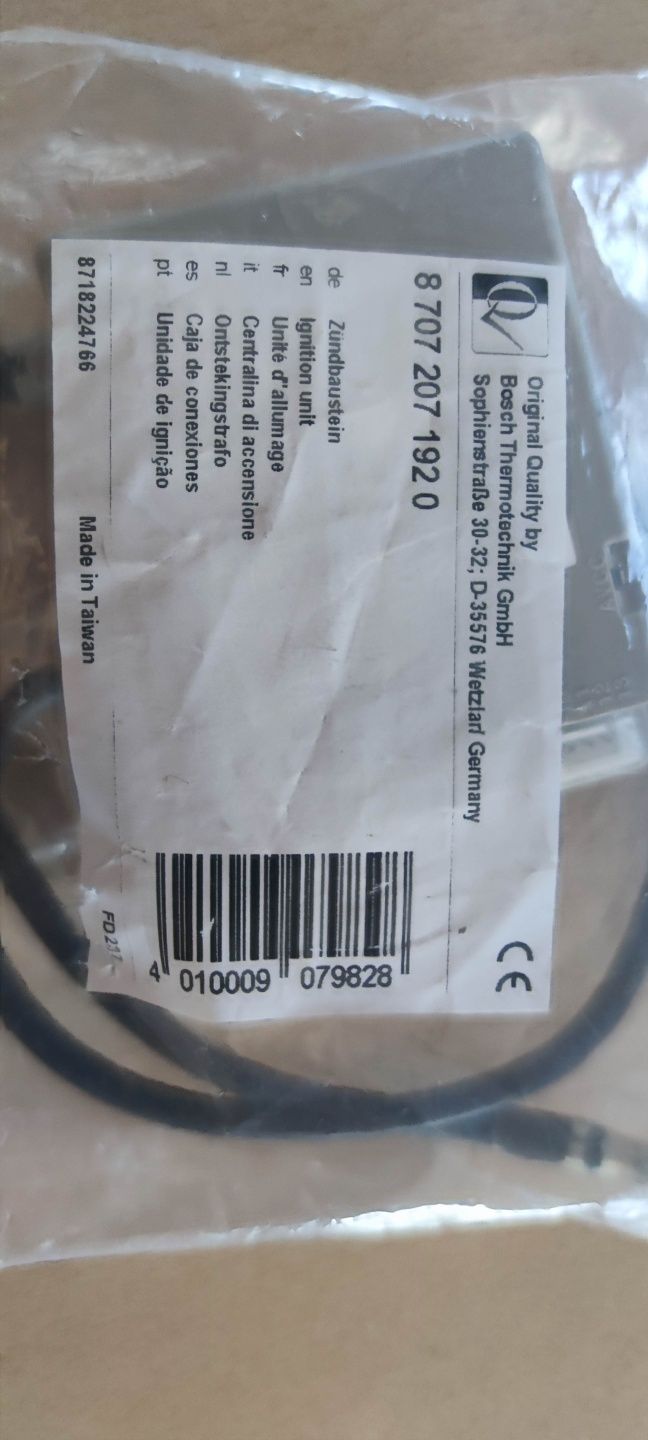 Original Quality by
Bosch Thermotechnik GmbH
Sophienstraße 30-32; D-35576 Wetzlar/ Germany
CE
8 707 207 192 0
de Zündbaustein
en Ignition unit
fr Unité d'allumage
it Centralina di accensione
nl Ontstekingstrafo
es Caja de conexiones
pt Unidade de ignição
4 010009 079828
8718224766 Made in Taiwan